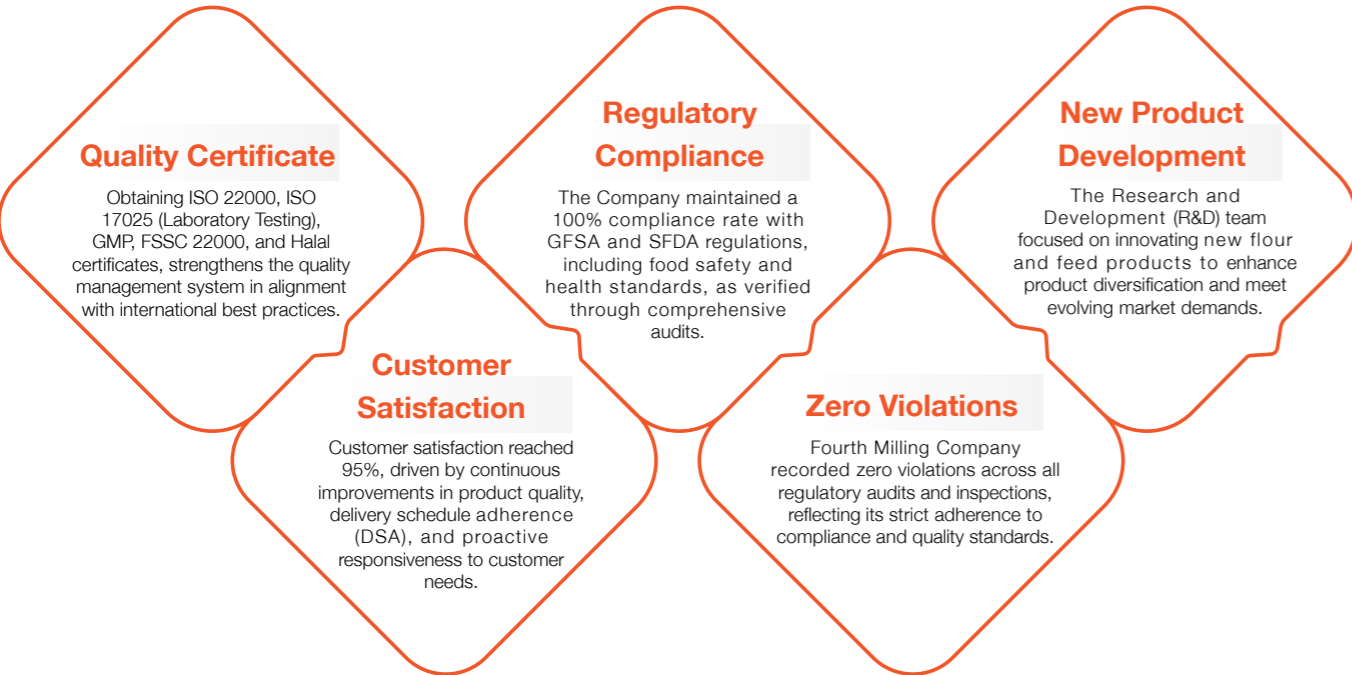 Quality Certificate
Obtaining ISO 22000, ISO
17025 (Laboratory Testing),
GMP, FSSC 22000, and Halal
certificates, strengthens the quality
management system in alignment
with international best practices.
Customer
Satisfaction
Customer satisfaction reached
95%, driven by continuous
improvements in product quality,
delivery schedule adherence
(DSA), and proactive
responsiveness to customer
needs.
Regulatory
Compliance
The Company maintained a
100% compliance rate with
GFSA and SFDA regulations,
including food safety and
health standards, as verified
through comprehensive
audits.
Zero Violations
Fourth Milling Company
recorded zero violations across all
regulatory audits and inspections,
reflecting its strict adherence to
compliance and quality standards.
New Product
Development
The Research and
Development (R&D) team
focused on innovating new flour
and feed products to enhance
product diversification and meet
evolving market demands.